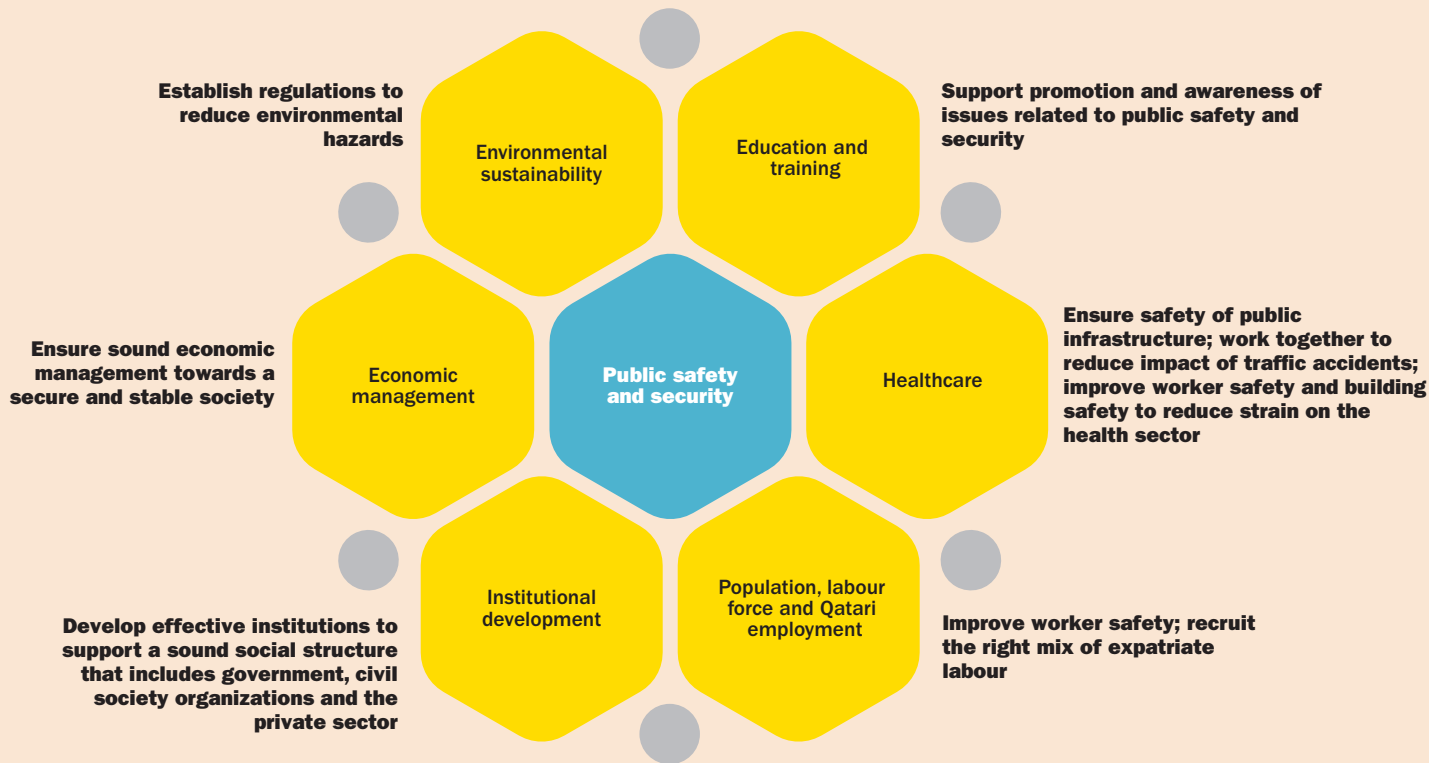 Establish regulations to
reduce environmental
hazards
Environmental
sustainability
Education and
training
Support promotion and awareness of
issues related to public safety and
security
Ensure sound economic
management towards a
secure and stable society
Economic
management
Public safety
and security
Healthcare
Ensure safety of public
infrastructure; work together to
reduce impact of traffic accidents;
improve worker safety and building
safety to reduce strain on the
health sector
Develop effective institutions to
support a sound social structure
that includes government, civil
society organizations and the
private sector
Institutional
development
Population, labour
force and Qatari
employment
Improve worker safety; recruit
the right mix of expatriate
labour